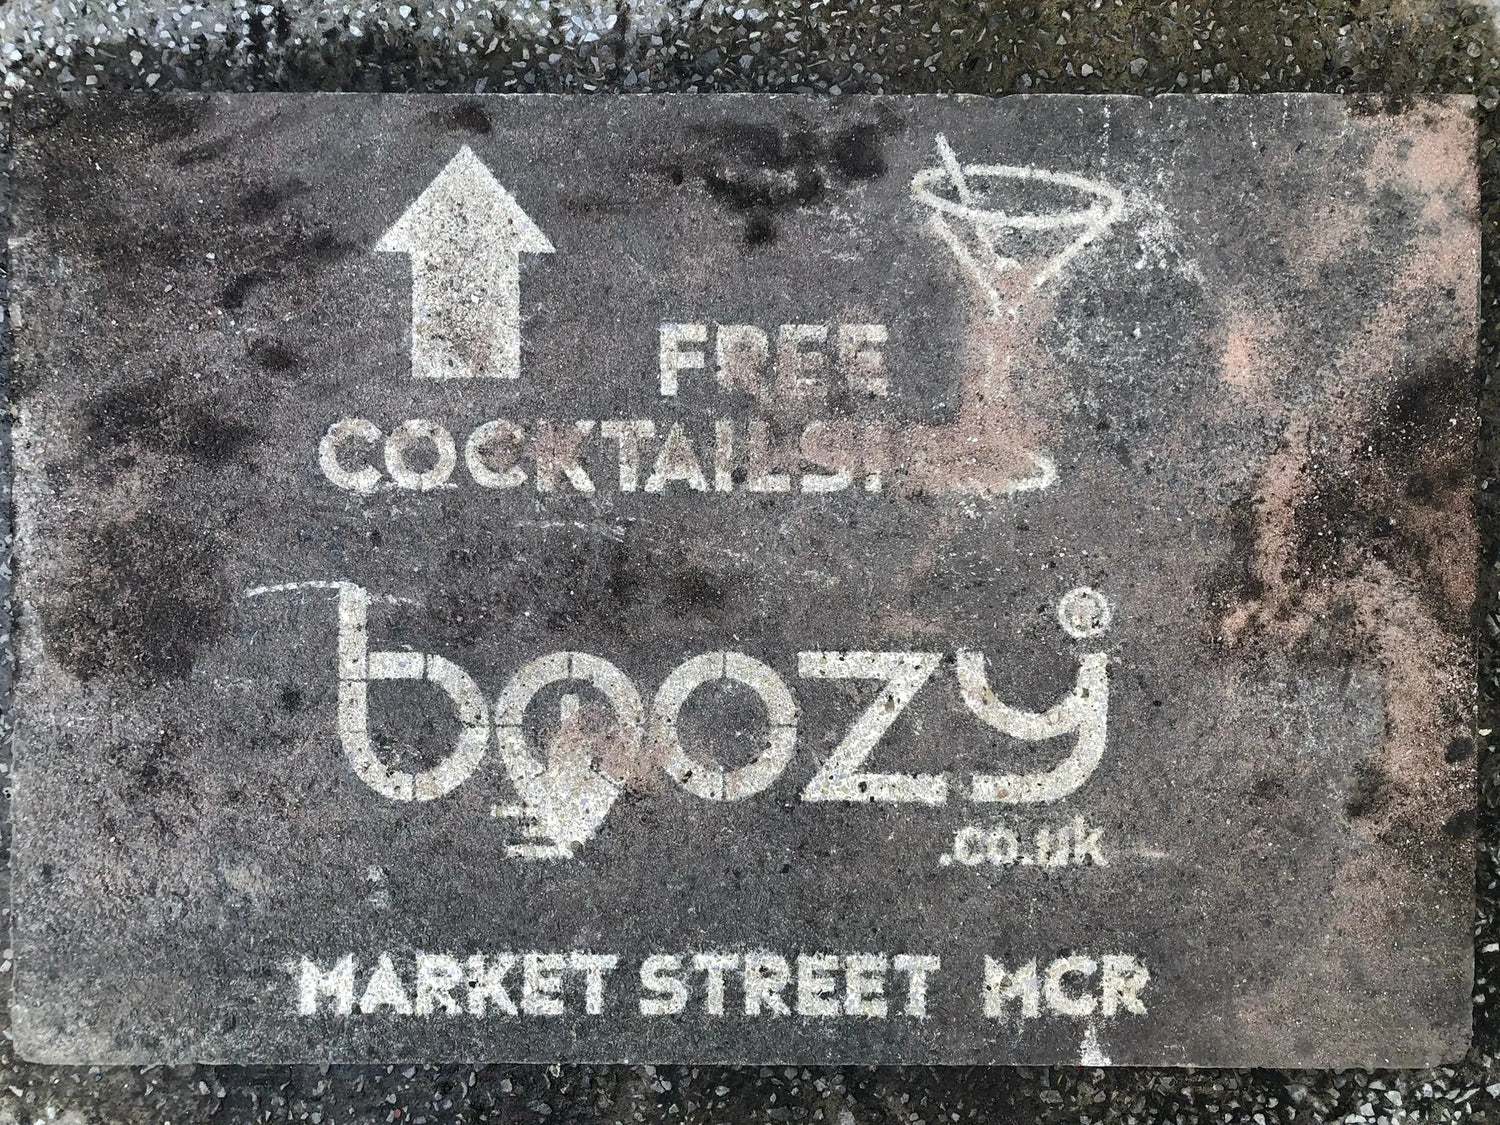 FREE
COCKTAILS!
boozy
.co.uk
MARKET STREET MCR